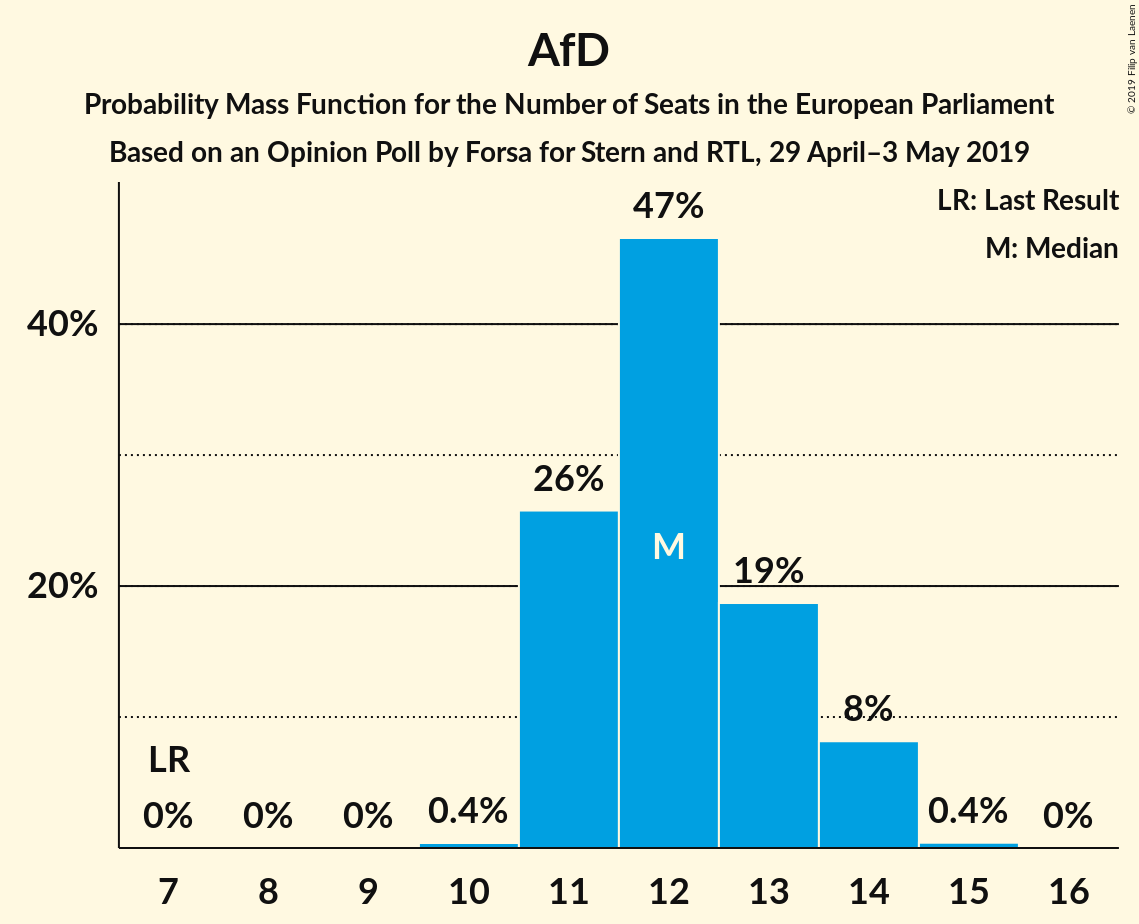 AfD
Probability Mass Function for the Number of Seats in the European Parliament
Based on an Opinion Poll by Forsa for Stern and RTL, 29 April–3 May 2019
© 2019 Filip van Laenen
LR: Last Result
M: Median
47%
40%
26%
M
20%
19%
8%
LR
0%
0%
0%
0.4%
0.4%
0%
7 8 9 10 11 12 13 14 15 16